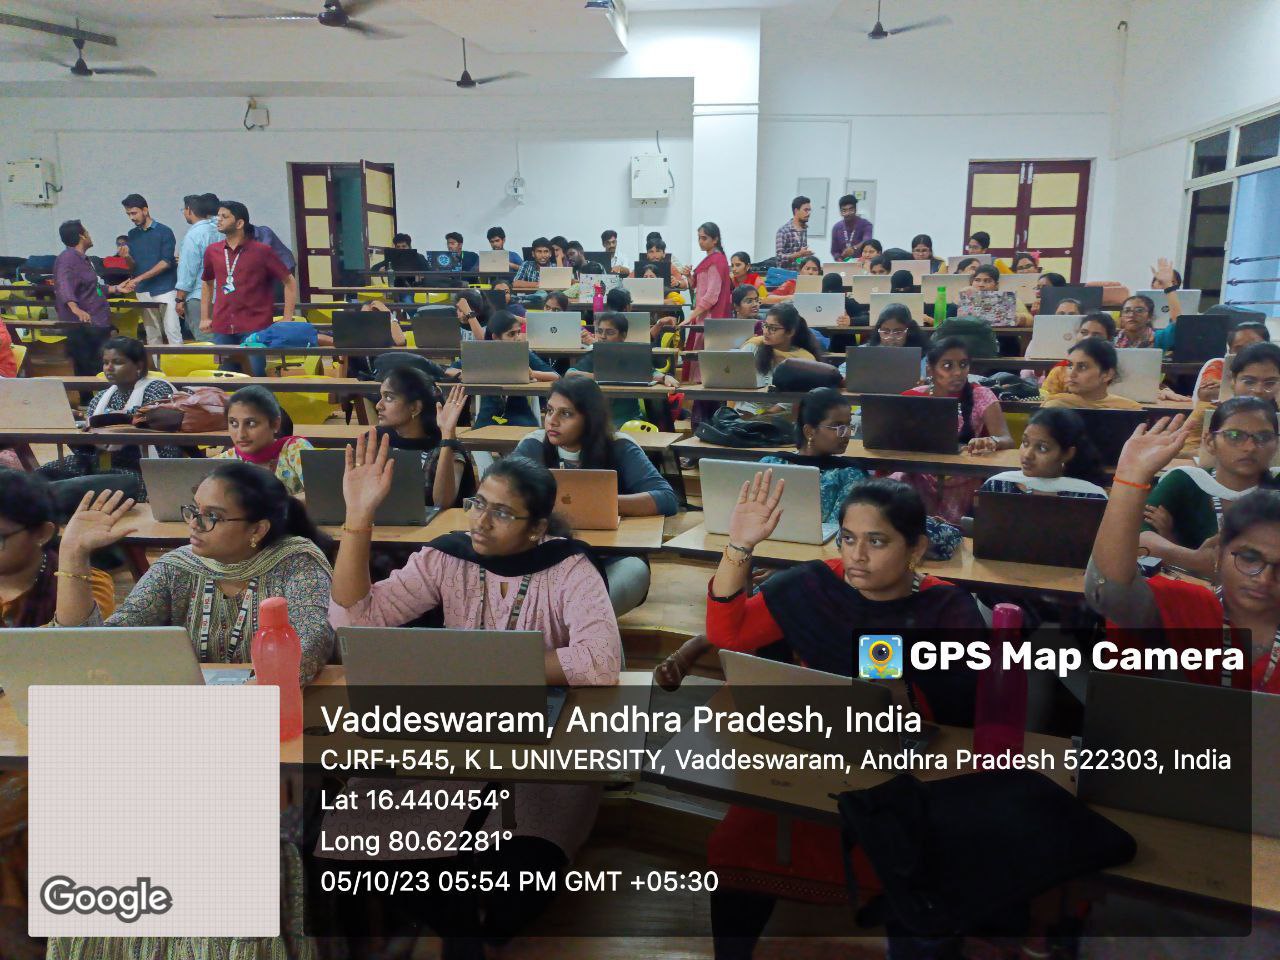 GPS Map Camera
Vaddeswaram, Andhra Pradesh, India
CJRF+545, K L UNIVERSITY, Vaddeswaram, Andhra Pradesh 522303, India
Lat 16.440454°
Long 80.62281°
05/10/23 05:54 PM GMT +05:30
Google